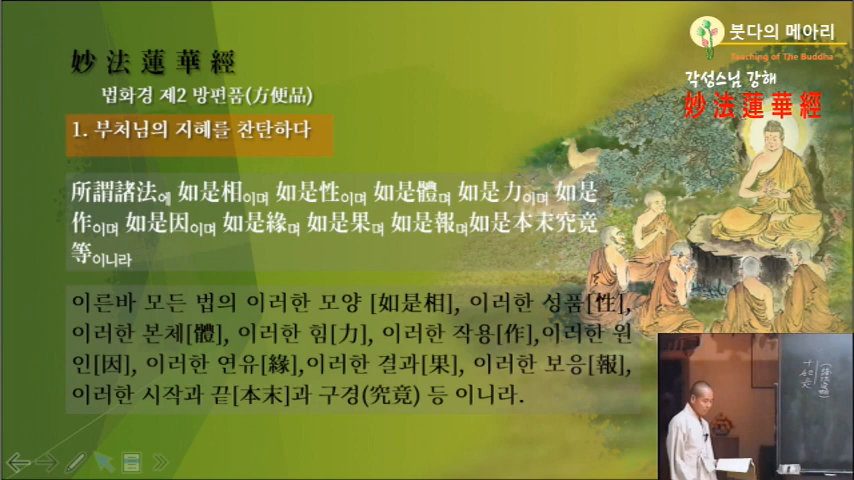 妙法蓮華經
법화경 제2 방편품(方便品)
1. 부처님의 지혜를 찬탄하다
所謂諸法에 如是相이며 如是性이며 如是體며 如是力이며 如是
作이며 如是因이며 如是緣며 如是果며 如是報며如是本末究竟
等이니라
이른바 모든 법의 이러한 모양 [如是相], 이러한 성품[性],
이러한 본체[體], 이러한 힘[力], 이러한 작용[作],이러한 원
인[因], 이러한 연유[緣],이러한 결과[果], 이러한 보응[報],
이러한 시작과 끝[本末]과 구경(究竟) 등 이니라.
붓다의 메아리
Teaching of The Buddha
각성스님 강해
妙法蓮華經
十如是